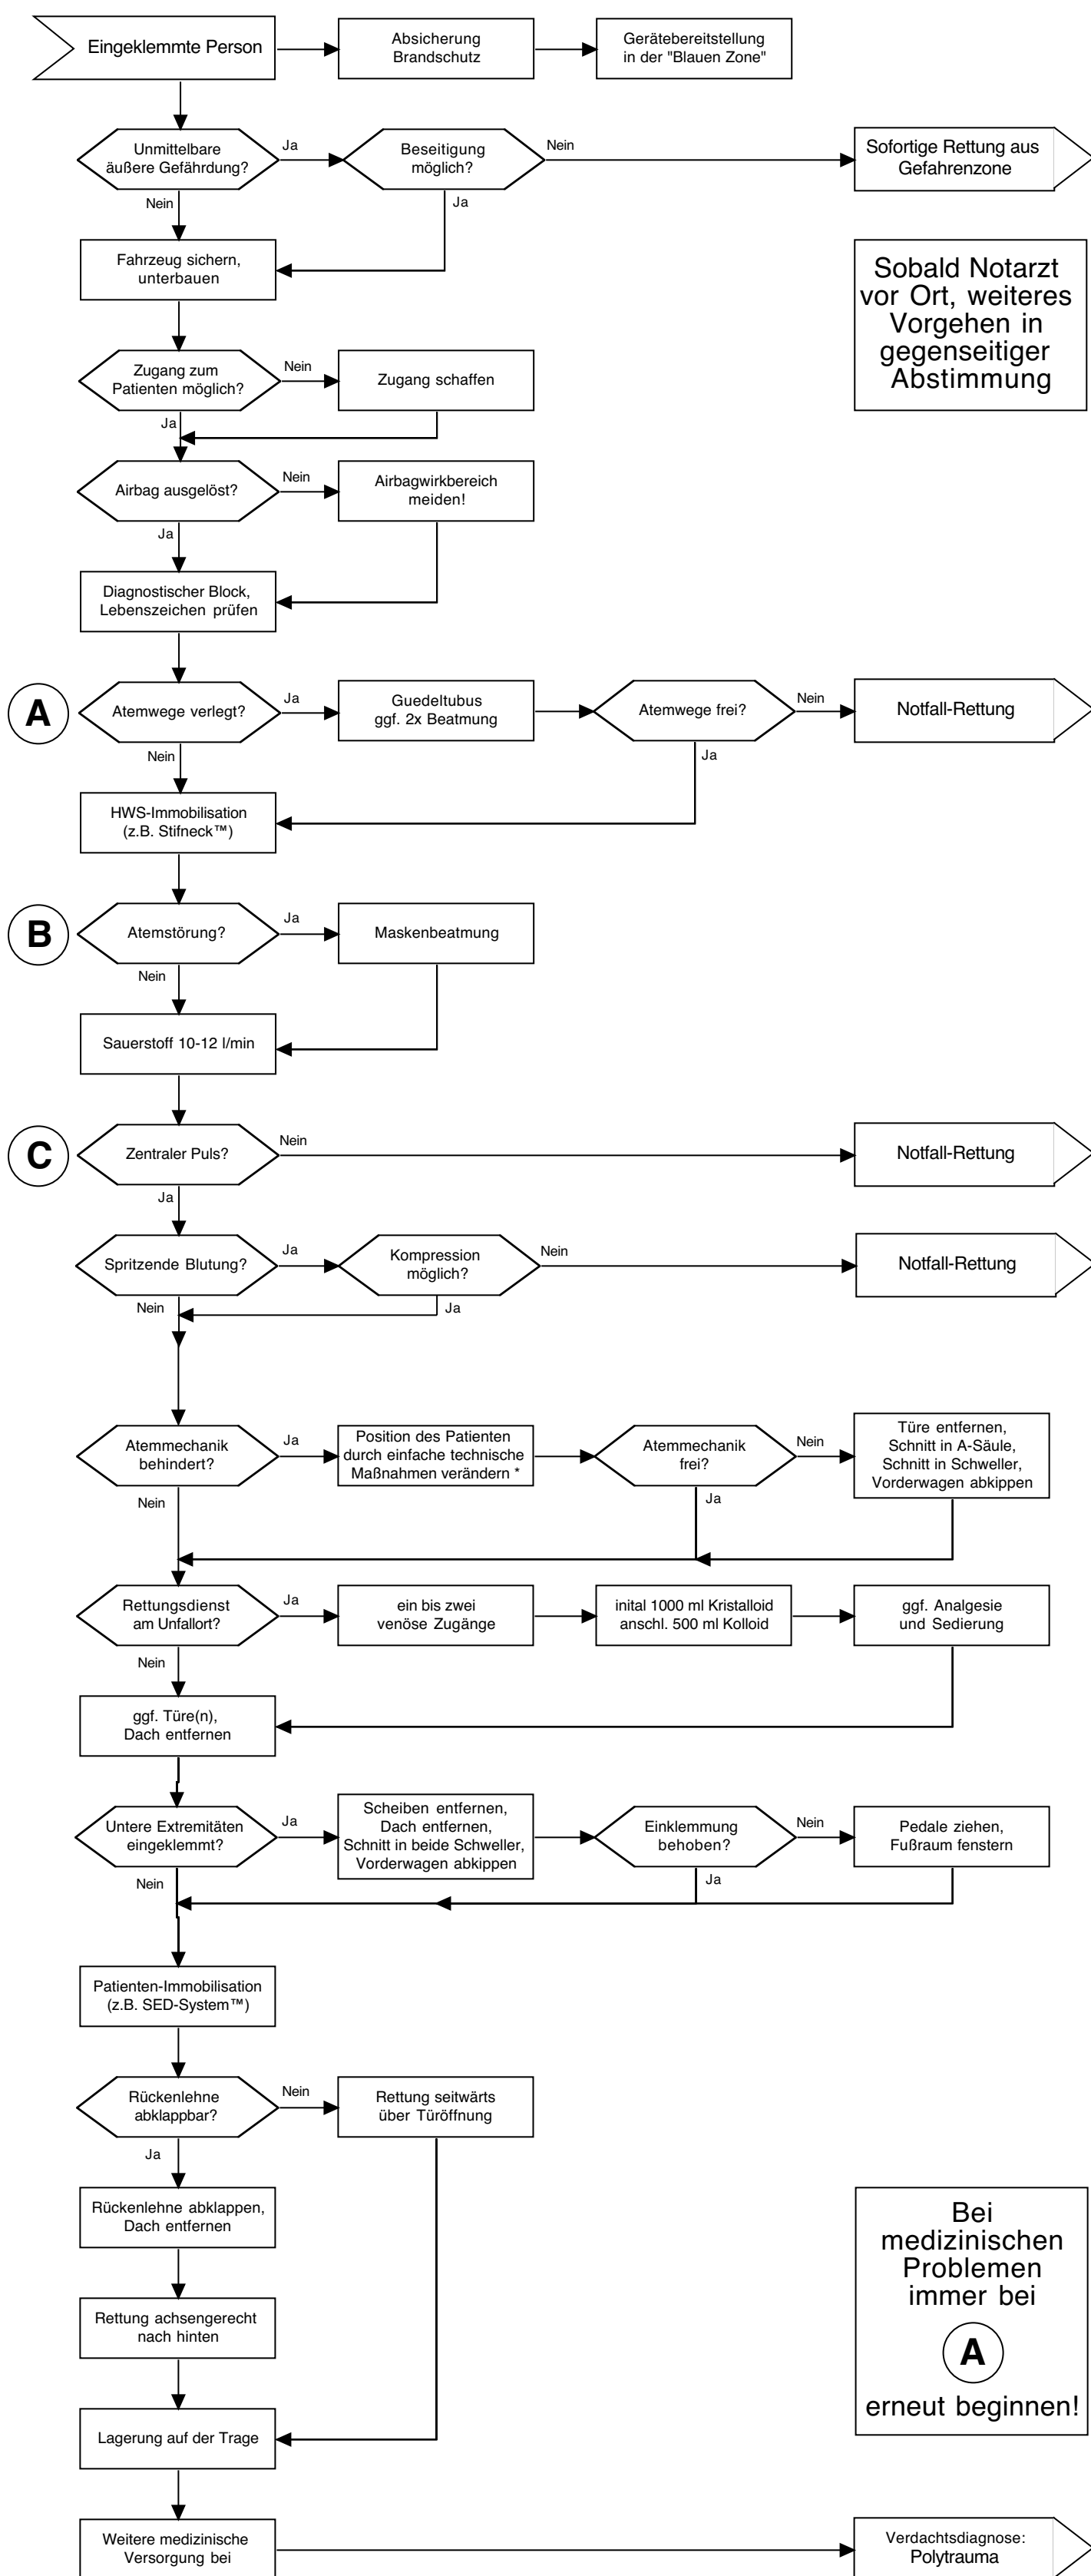 Eingeklemmte Person
Absicherung
Brandschutz
Gerätebereitstellung
in der "Blauen Zone"
Unmittelbare
äußere Gefährdung?
Ja
Beseitigung
möglich?
Nein
Sofortige Rettung aus
Gefahrenzone
Nein
Ja
Fahrzeug sichern,
unterbauen
Sobald Notarzt
vor Ort, weiteres
Vorgehen in
gegenseitiger
Abstimmung
Zugang zum
Patienten möglich?
Nein
Zugang schaffen
Ja
Airbag ausgelöst?
Nein
Airbagwirkbereich
meiden!
Ja
Diagnostischer Block,
Lebenszeichen prüfen
A
Atemwege verlegt?
Ja
Guedeltubus
ggf. 2x Beatmung
Atemwege frei?
Nein
Notfall-Rettung
Nein
Ja
HWS-Immobilisation
(z.B. Stifneck™)
B
Atemstörung?
Ja
Maskenbeatmung
Nein
Sauerstoff 10-12 l/min
C
Zentraler Puls?
Nein
Notfall-Rettung
Ja
Spritzende Blutung?
Ja
Kompression
möglich?
Nein
Notfall-Rettung
Nein
Ja
Atemmechanik
behindert?
Ja
Position des Patienten
durch einfache technische
Maßnahmen verändern *
Atemmechanik
frei?
Nein
Türe entfernen,
Schnitt in A-Säule,
Schnitt in Schweller,
Vorderwagen abkippen
Nein
Ja
Rettungsdienst
am Unfallort?
Ja
ein bis zwei
venöse Zugänge
inital 1000 ml Kristalloid
anschl. 500 ml Kolloid
ggf. Analgesie
und Sedierung
Nein
ggf. Türe(n),
Dach entfernen
Untere Extremitäten
eingeklemmt?
Ja
Scheiben entfernen,
Dach entfernen,
Schnitt in beide Schweller,
Vorderwagen abkippen
Einklemmung
behoben?
Nein
Pedale ziehen,
Fußraum fenstern
Nein
Ja
Patienten-Immobilisation
(z.B. SED-System™)
Rückenlehne
abklappbar?
Nein
Rettung seitwärts
über Türöffnung
Ja
Rückenlehne abklappen,
Dach entfernen
Bei
medizinischen
Problemen
immer bei
A
erneut beginnen!
Rettung achsengerecht
nach hinten
Lagerung auf der Trage
Weitere medizinische
Versorgung bei
Verdachtsdiagnose:
Polytrauma